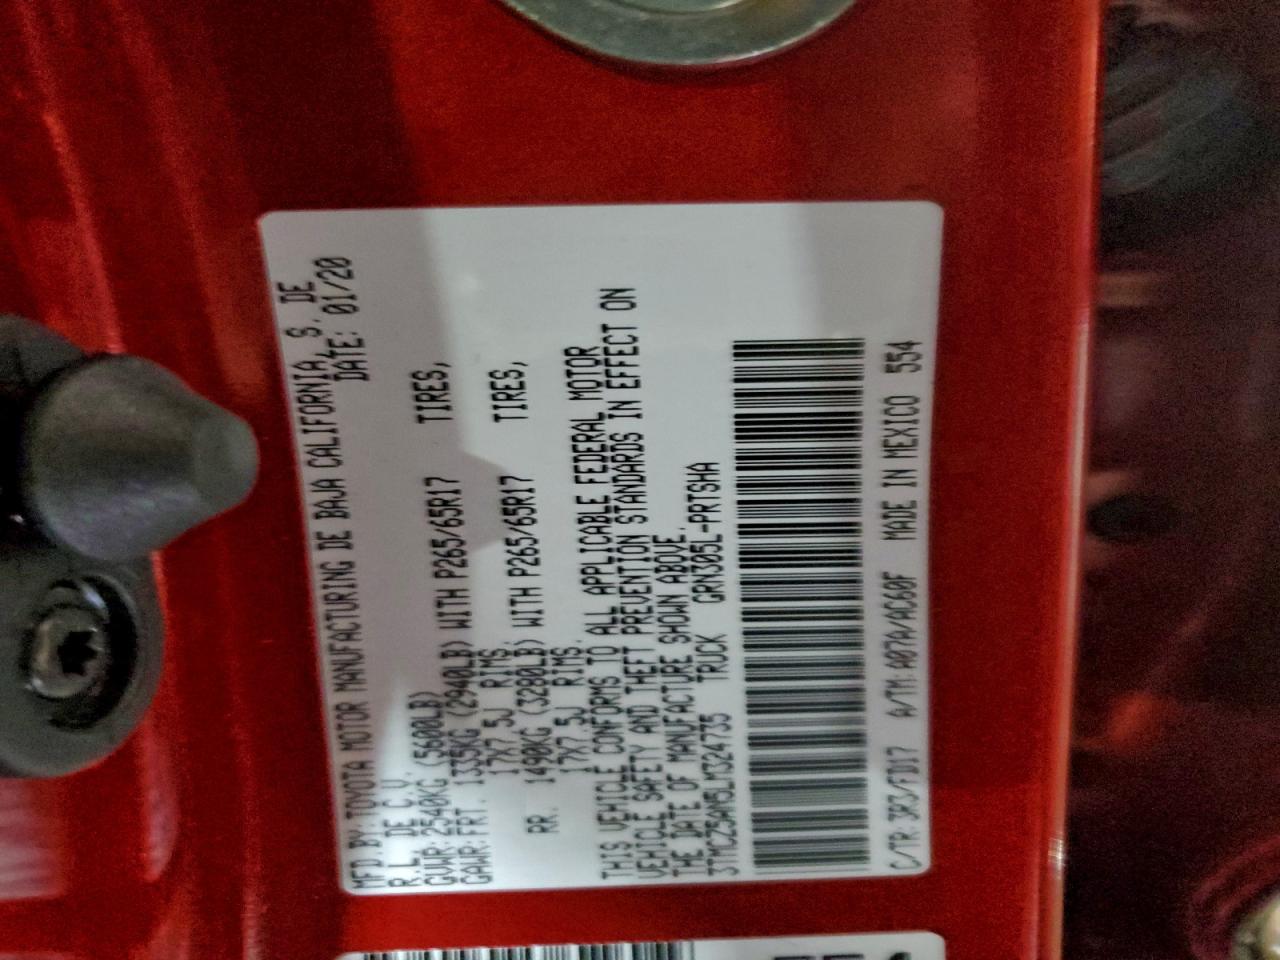 MFD.BY:TOYOTA MOTOR MANUFACTURING DE BAJA CALIFORNIA, S. DE
R.L. DE C.V. DATE: 01/20
GVWR:2540KG (5600LB)
GAWR:FRT. 1335KG (2940LB) WITH P265/65R17 TIRES,
17X7.5J RIMS.
RR. 1490KG (3280LB) WITH P265/65R17 TIRES,
17X7.5J RIMS.
THIS VEHICLE CONFORMS TO ALL APPLICABLE FEDERAL MOTOR
VEHICLE SAFETY AND THEFT PREVENTION STANDARDS IN EFFECT ON
THE DATE OF MANUFACTURE SHOWN ABOVE.
3TMCZ5AN5LM324735 TRUCK GRN305L-PRTSHA
C/TR:3R3/FD17 A/TM:A07A/AC60F MADE IN MEXICO 554